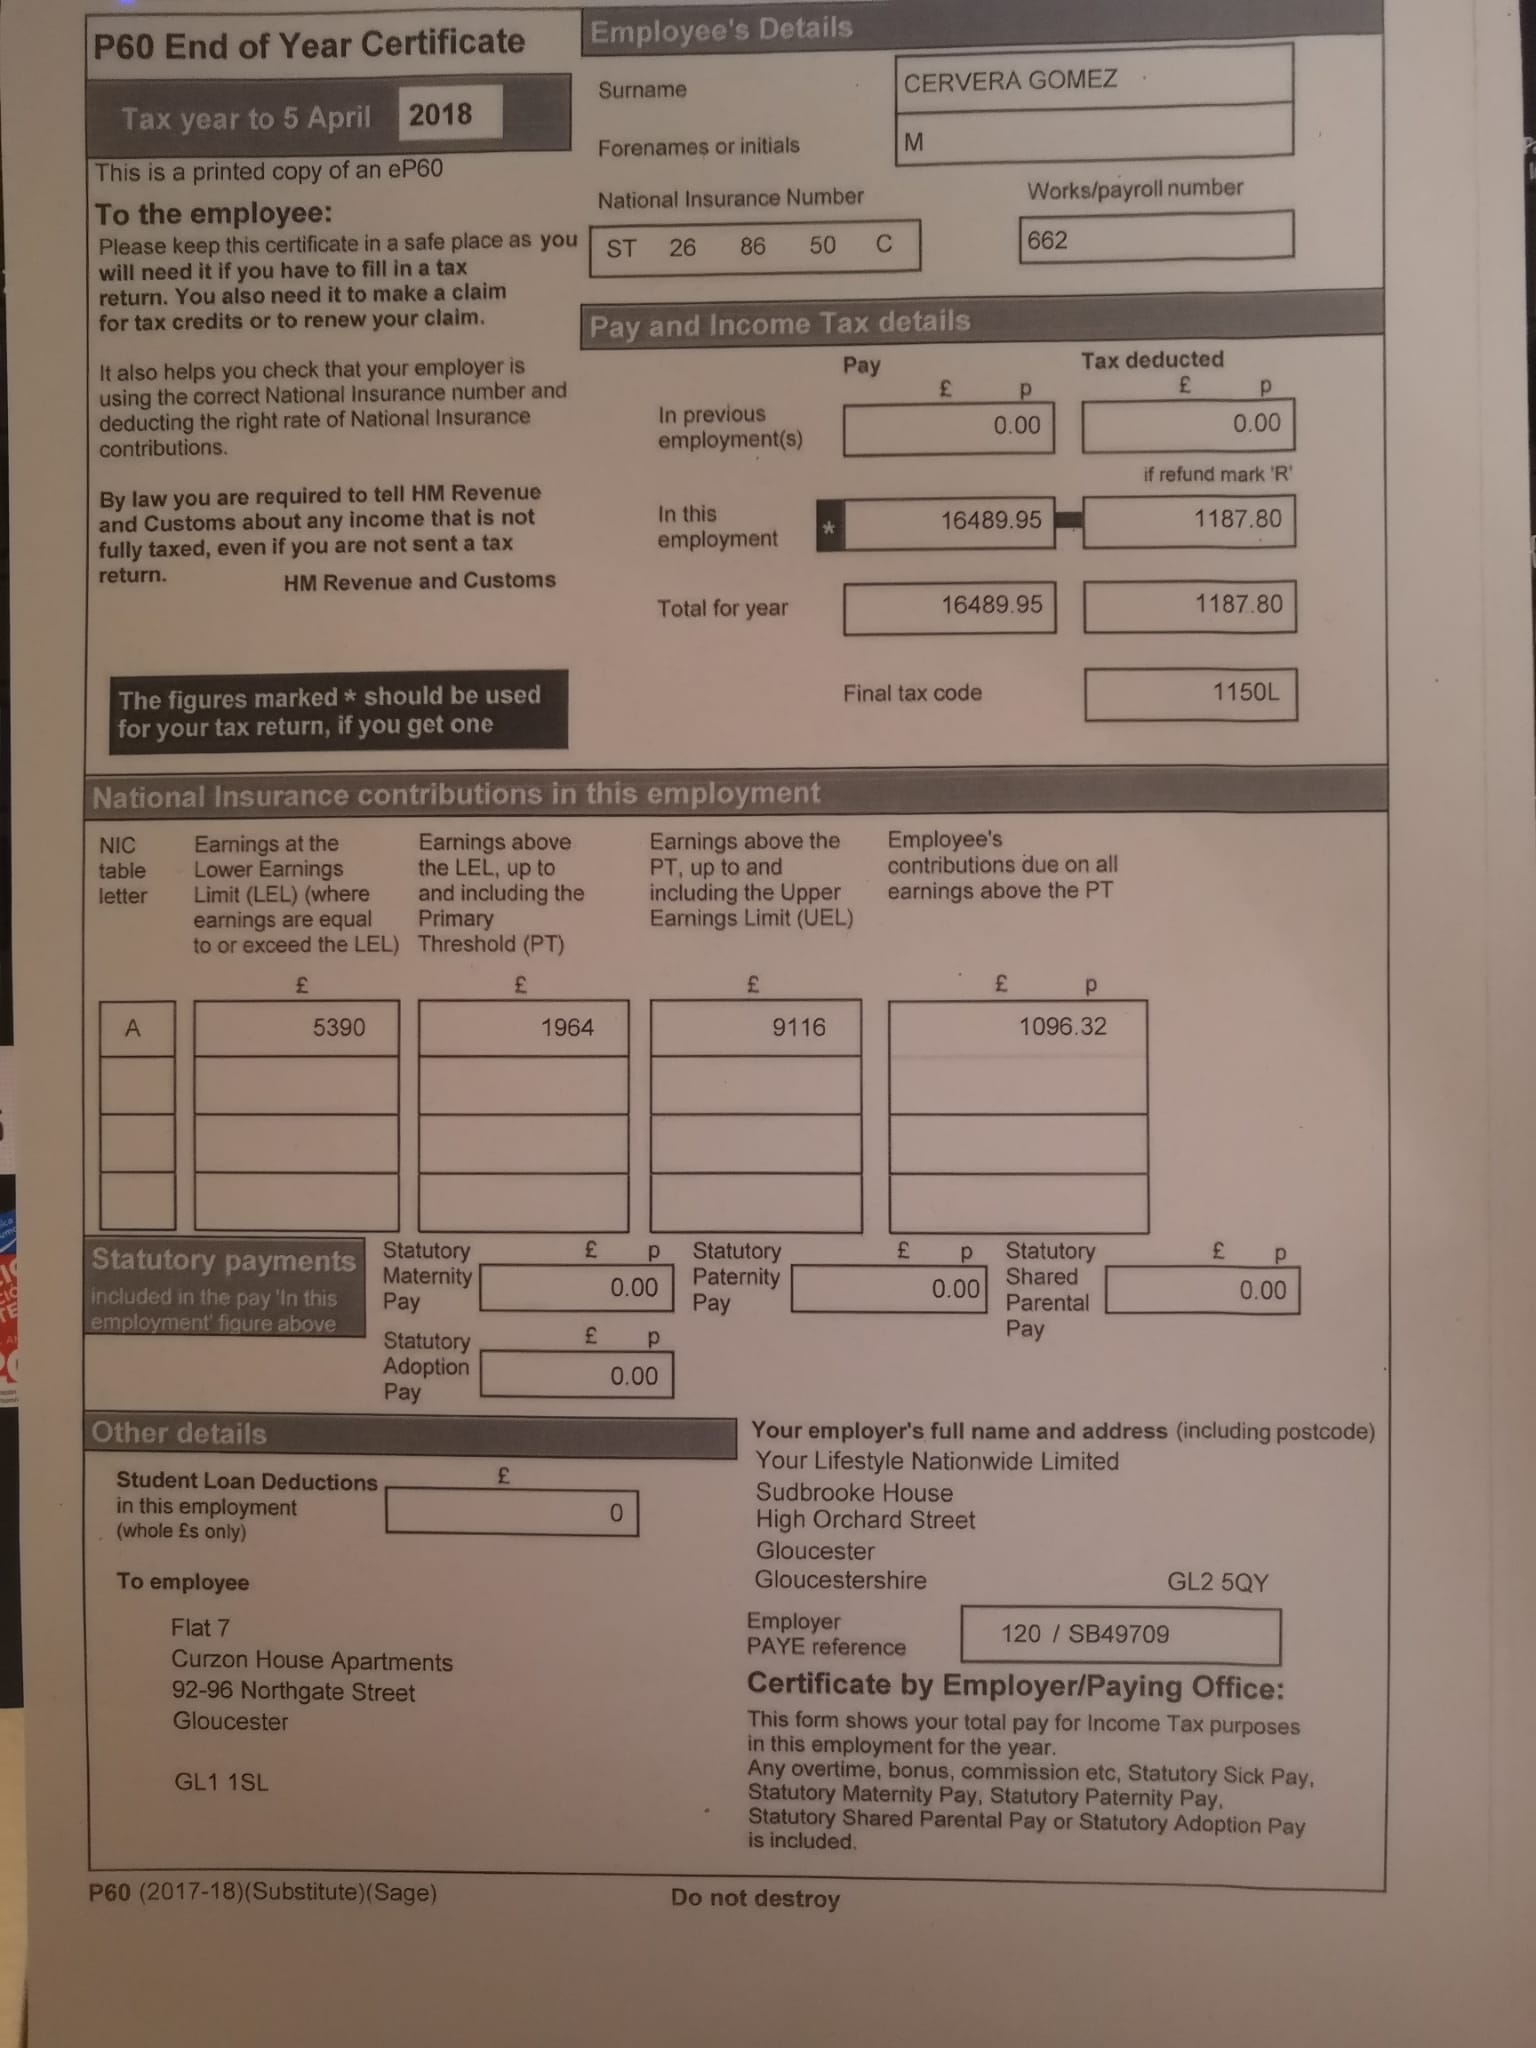 P60 End of Year Certificate
Tax year to 5 April 2018
This is a printed copy of an eP60
To the employee:
Please keep this certificate in a safe place as you
will need it if you have to fill in a tax
return. You also need it to make a claim
for tax credits or to renew your claim.
It also helps you check that your employer is
using the correct National Insurance number and
deducting the right rate of National Insurance
contributions.
By law you are required to tell HM Revenue
and Customs about any income that is not
fully taxed, even if you are not sent a tax
return.
HM Revenue and Customs
The figures marked * should be used
for your tax return, if you get one
Employee's Details
Surname CERVERA GOMEZ
Forenames or initials M
National Insurance Number Works/payroll number
ST 26 86 50 C 662
Pay and Income Tax details
Pay Tax deducted
£ p £ p
In previous
employment(s) 0.00 0.00
if refund mark 'R'
In this
employment * 16489.95 1187.80
Total for year 16489.95 1187.80
Final tax code 1150L
National Insurance contributions in this employment
NIC
table
letter
Earnings at the
Lower Earnings
Limit (LEL) (where
earnings are equal
to or exceed the LEL)
Earnings above
the LEL, up to
and including the
Primary
Threshold (PT)
Earnings above the
PT, up to and
including the Upper
Earnings Limit (UEL)
Employee's
contributions due on all
earnings above the PT
£ £ £ £ p
A 5390 1964 9116 1096.32
Statutory payments
included in the pay 'In this
employment' figure above
Statutory
Maternity
Pay
£ p
0.00
Statutory
Paternity
Pay
£ p
0.00
Statutory
Shared
Parental
Pay
£ p
0.00
Statutory
Adoption
Pay
£ p
0.00
Other details
Student Loan Deductions
in this employment
(whole £s only)
£
0
To employee
Flat 7
Curzon House Apartments
92-96 Northgate Street
Gloucester
GL1 1SL
Your employer's full name and address (including postcode)
Your Lifestyle Nationwide Limited
Sudbrooke House
High Orchard Street
Gloucester
Gloucestershire GL2 5QY
Employer
PAYE reference
120 / SB49709
Certificate by Employer/Paying Office:
This form shows your total pay for Income Tax purposes
in this employment for the year.
Any overtime, bonus, commission etc, Statutory Sick Pay,
Statutory Maternity Pay, Statutory Paternity Pay,
Statutory Shared Parental Pay or Statutory Adoption Pay
is included.
P60 (2017-18)(Substitute)(Sage) Do not destroy